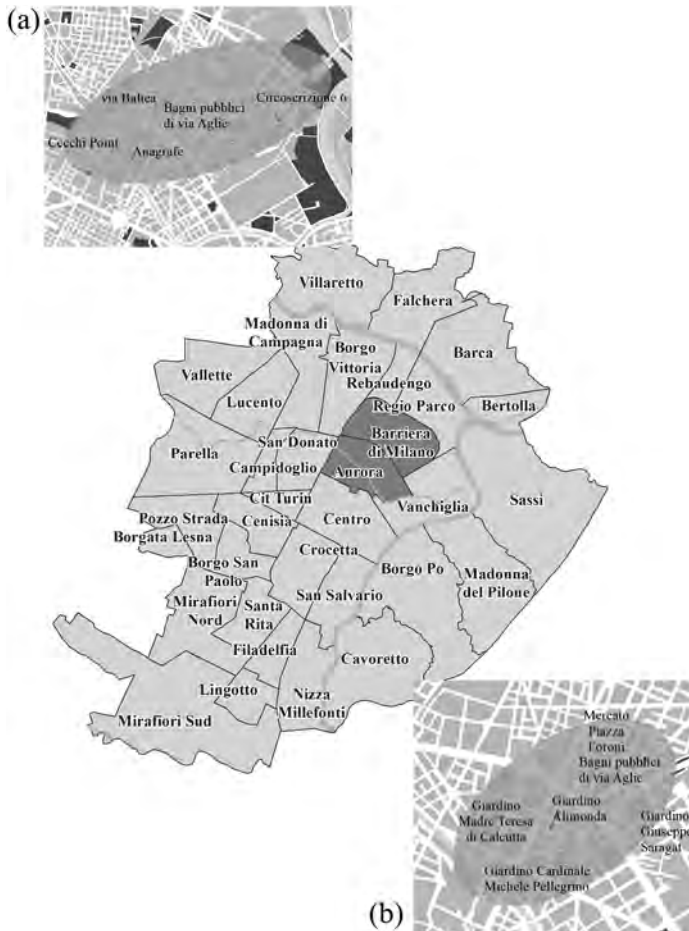 (a)
via Baltea
Bagni pubblici
di via Aglie
Circoscrizione 6
Cecchi Point
Anagrafe
Villaretto
Falchera
Madonna di
Campagna
Borgo
Vittoria
Barca
Vallette
Rebaudengo
Lucento
Regio Parco
Bertolla
Barriera
di Milano
San Donato
Parella
Campidoglio
Aurora
Cit Turin
Vanchiglia
Sassi
Pozzo Strada
Cenisia
Centro
Borgata Lesna
Crocetta
Borgo San
Paolo
Borgo Po
Madonna
del Pilone
Mirafiori
Nord
Santa
Rita
San Salvario
Filadelfia
Cavoretto
Lingotto
Nizza
Millefonti
Mirafiori Sud
Mercato
Piazza
Foroni
Bagni pubblici
di via Aglie
Giardino
Madre Teresa
di Calcutta
Giardino
Alimonda
Giardino
Giuseppe
Saragat
Giardino Cardinale
Michele Pellegrino
(b)